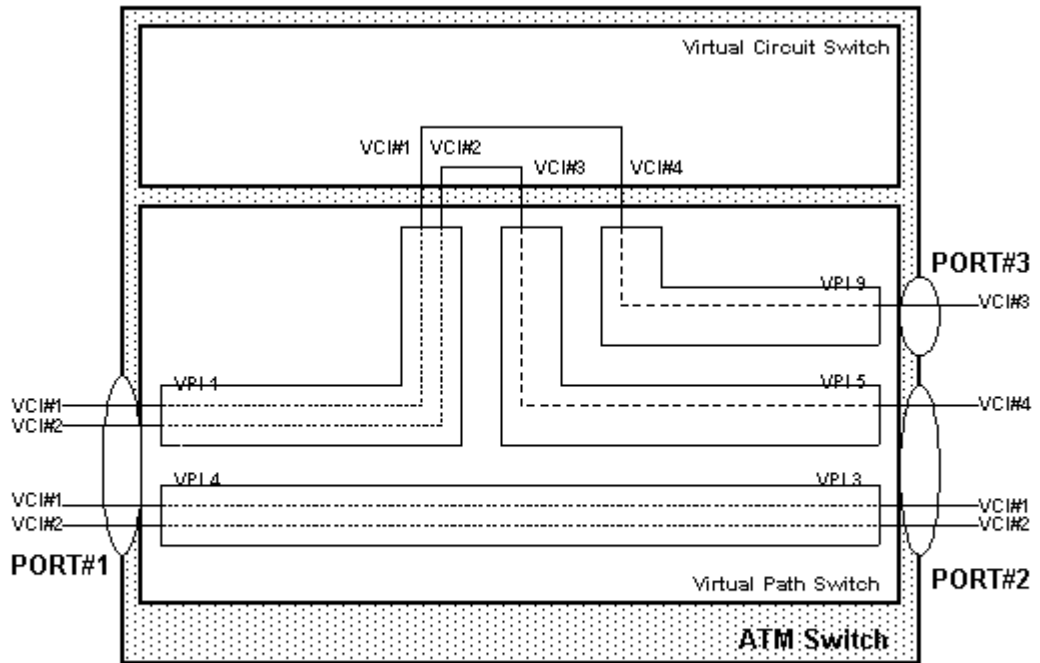 Virtual Circuit Switch
VCI#1 VCI#2 VCI#3 VCI#4
PORT#3
VPI 9
VCI#3
VPI 1
VPI 5
VCI#1
VCI#4
VCI#2
VPI 4
VPI 3
VCI#1
VCI#1
VCI#2
VCI#2
PORT#1
Virtual Path Switch
PORT#2
ATM Switch